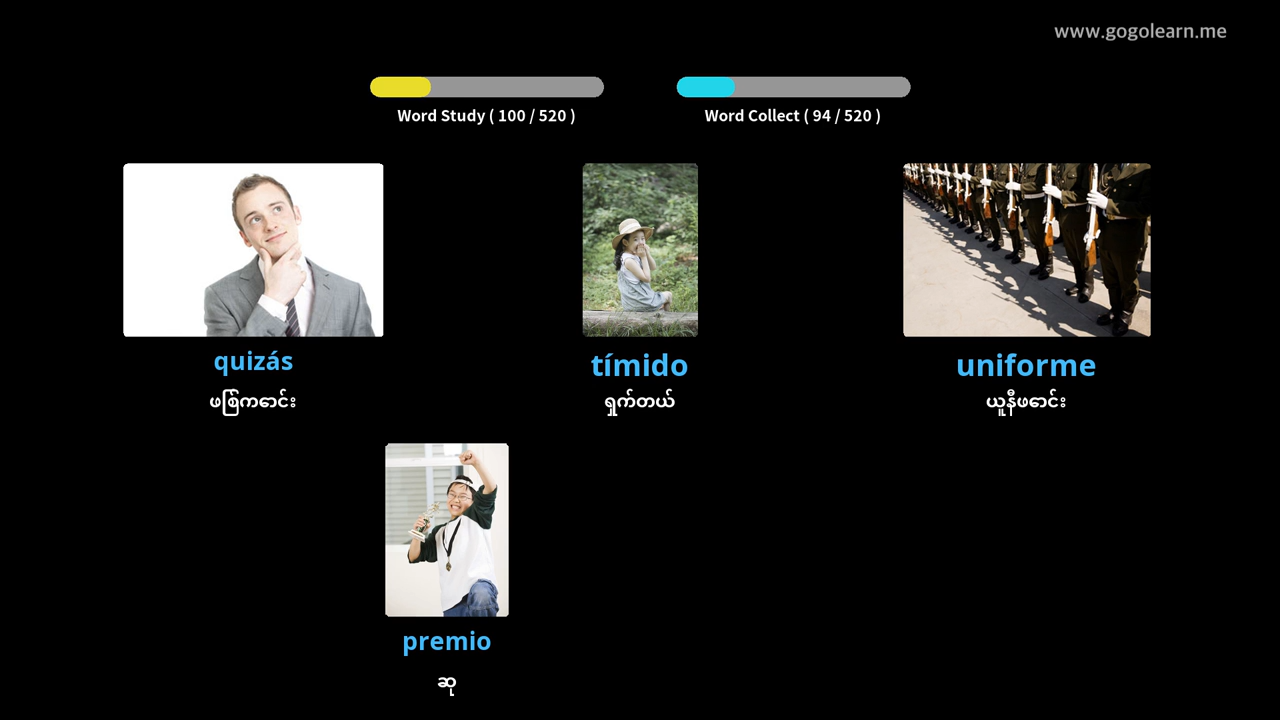 www.gogolearn.me
Word Study ( 100 / 520 )
Word Collect ( 94 / 520 )
quizás
tímido
uniforme
ဖစ်ြကောင်း
ရှက်တယ်
ယူနီဖောင်း
premio
ဆု